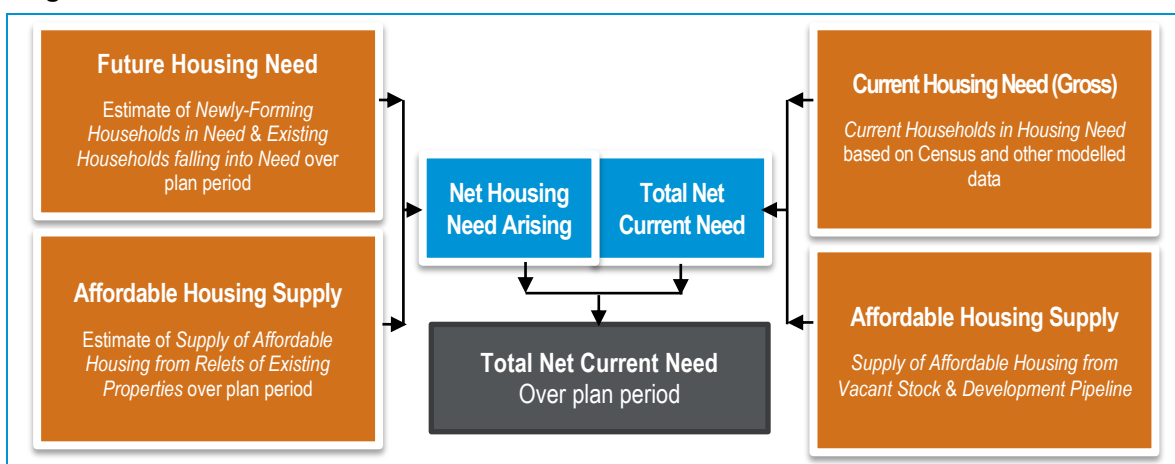 Future Housing Need
Estimate of Newly-Forming
Households in Need & Existing
Households falling into Need over
plan period
Affordable Housing Supply
Estimate of Supply of Affordable
Housing from Relets of Existing
Properties over plan period
Net Housing
Need Arising
Total Net
Current Need
Total Net Current Need
Over plan period
Current Housing Need (Gross)
Current Households in Housing Need
based on Census and other modelled
data
Affordable Housing Supply
Supply of Affordable Housing from
Vacant Stock & Development Pipeline